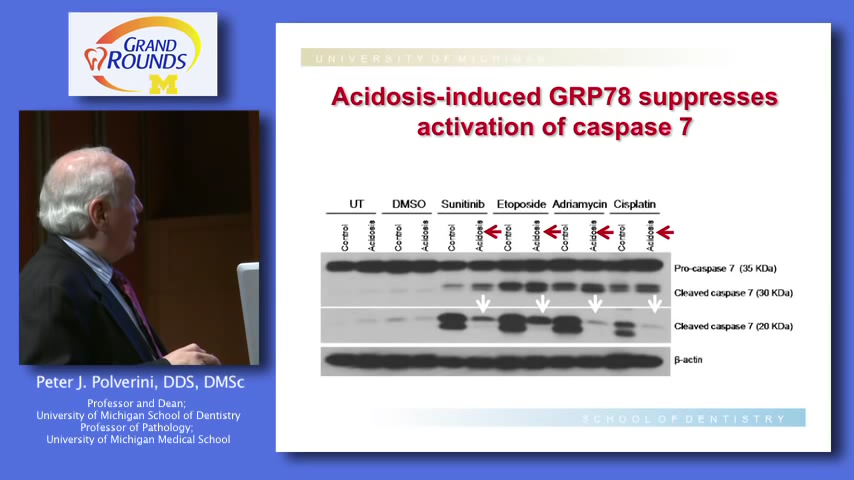 GRAND
ROUNDS
M
Peter J. Polverini, DDS, DMSc
Professor and Dean;
University of Michigan School of Dentistry
Professor of Pathology;
University of Michigan Medical School
UNIVERSITY OF MICHIGAN
Acidosis-induced GRP78 suppresses
activation of caspase 7
UT DMSO Sunitinib Etoposide Adriamycin Cisplatin
Control Acidosis Control Acidosis Control Acidosis Control Acidosis Control Acidosis Control Acidosis
Pro-caspase 7 (35 KDa)
Cleaved caspase 7 (30 KDa)
Cleaved caspase 7 (20 KDa)
β-actin
SCHOOL OF DENTISTRY